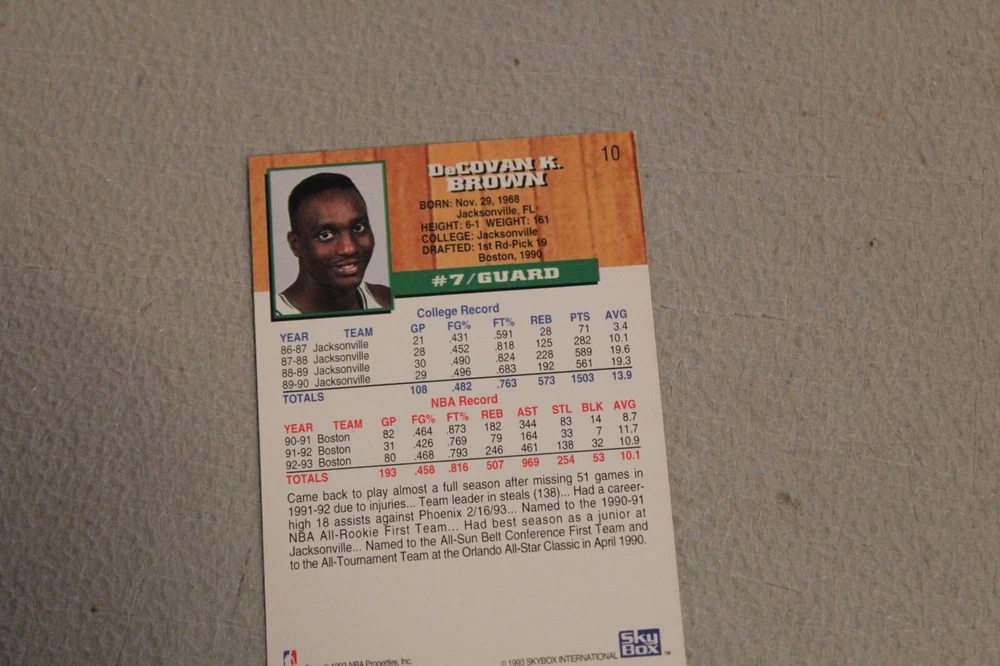 10
DeCOVAN K.
BROWN
BORN: Nov. 29, 1968
Jacksonville, FL
HEIGHT: 6-1 WEIGHT: 161
COLLEGE: Jacksonville
DRAFTED: 1st Rd-Pick 19
Boston, 1990
#7/GUARD
College Record
YEAR TEAM GP FG% FT% REB PTS AVG
86-87 Jacksonville 21 .431 .591 28 71 3.4
87-88 Jacksonville 28 .452 .818 125 282 10.1
88-89 Jacksonville 30 .490 .824 228 589 19.6
89-90 Jacksonville 29 .496 .683 192 561 19.3
TOTALS 108 .482 .763 573 1503 13.9
NBA Record
YEAR TEAM GP FG% FT% REB AST STL BLK AVG
90-91 Boston 82 .464 .873 182 344 83 14 8.7
91-92 Boston 31 .426 .769 79 164 33 7 11.7
92-93 Boston 80 .468 .793 246 461 138 32 10.9
TOTALS 193 .458 .816 507 969 254 53 10.1
Came back to play almost a full season after missing 51 games in
1991-92 due to injuries... Team leader in steals (138)... Had a career-
high 18 assists against Phoenix 2/16/93... Named to the 1990-91
NBA All-Rookie First Team... Had best season as a junior at
Jacksonville... Named to the All-Sun Belt Conference First Team and
to the All-Tournament Team at the Orlando All-Star Classic in April 1990.
1993 NBA Properties, Inc.
© 1993 SKYBOX INTERNATIONAL
Sky
Box
TM